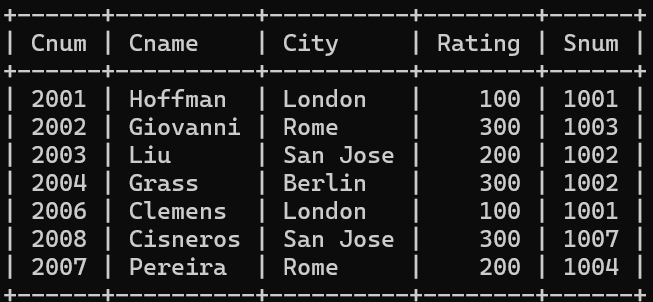 +------+----------+----------+--------+------+
| Cnum | Cname    | City     | Rating | Snum |
+------+----------+----------+--------+------+
| 2001 | Hoffman  | London   |    100 | 1001 |
| 2002 | Giovanni | Rome     |    300 | 1003 |
| 2003 | Liu      | San Jose |    200 | 1002 |
| 2004 | Grass    | Berlin   |    300 | 1002 |
| 2006 | Clemens  | London   |    100 | 1001 |
| 2008 | Cisneros | San Jose |    300 | 1007 |
| 2007 | Pereira  | Rome     |    200 | 1004 |
+------+----------+----------+--------+------+